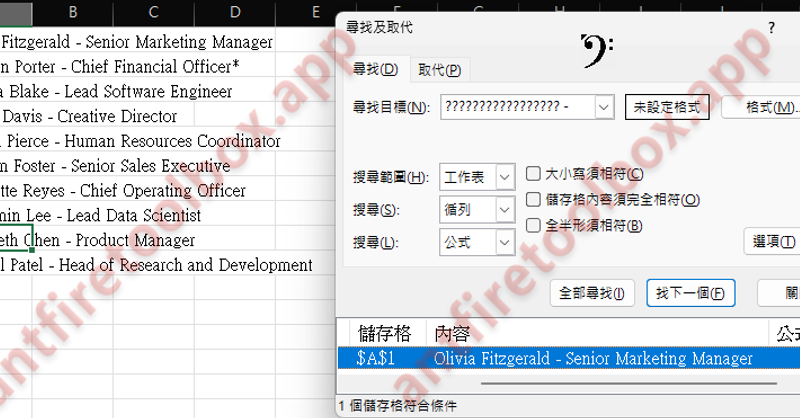 B C D E F G H I J
尋找及取代 ?
Fitzgerald - Senior Marketing Manager
n Porter - Chief Financial Officer*
a Blake - Lead Software Engineer
Davis - Creative Director
Pierce - Human Resources Coordinator
n Foster - Senior Sales Executive
tte Reyes - Chief Operating Officer
min Lee - Lead Data Scientist
eth Chen - Product Manager
l Patel - Head of Research and Development
尋找(D) 取代(P)
尋找目標(N): ????????????????? - 未設定格式 格式(M)...
搜尋範圍(H): 工作表 大小寫須相符(C)
搜尋(S): 循列 儲存格內容須完全相符(O)
搜尋(L): 公式 全半形須相符(B)
選項(T)
全部尋找(I) 找下一個(F) 關
儲存格 內容 公式
$A$1 Olivia Fitzgerald - Senior Marketing Manager
1 個儲存格符合條件
antfiretoolbox.app
antfiretoolbox.app